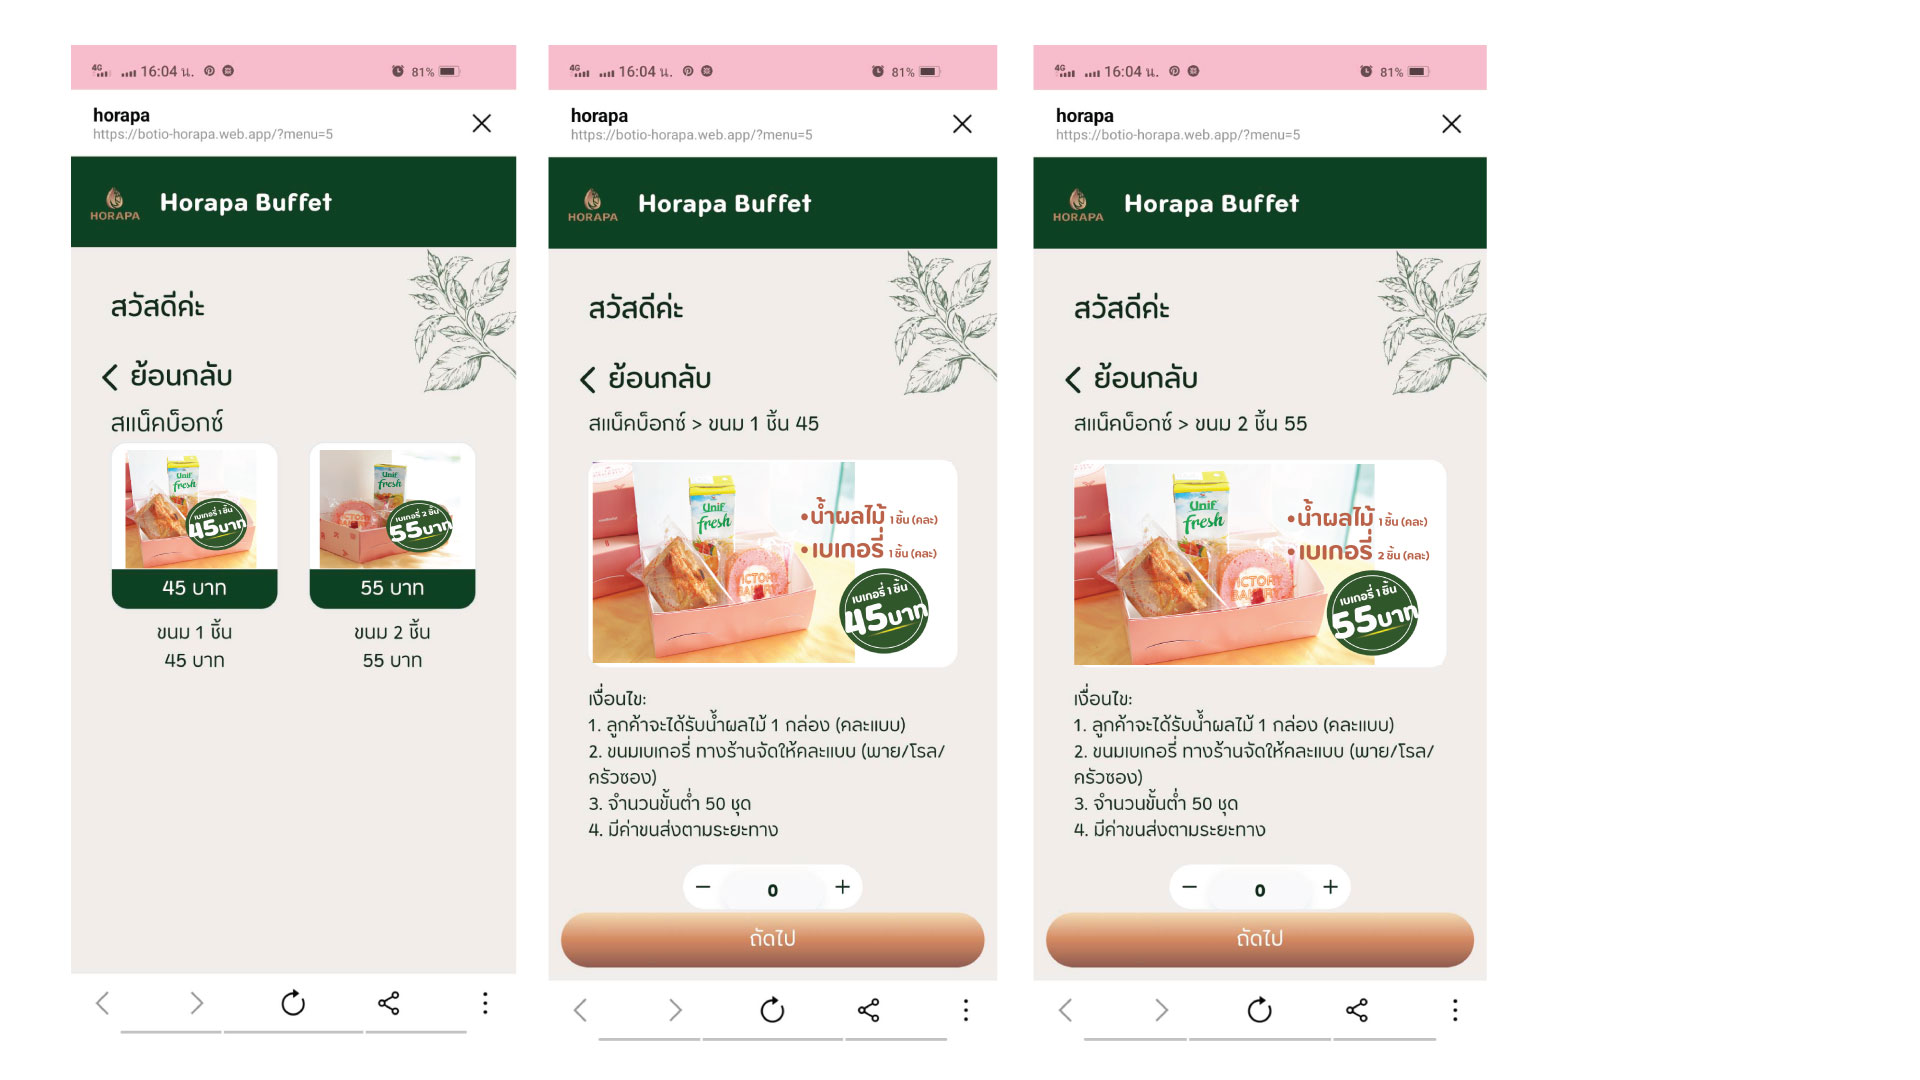 4G 16:04 น. 81%
horapa
https://botio-horapa.web.app/?menu=5
HORAPA
Horapa Buffet
สวัสดีค่ะ
ย้อนกลับ
สแน็คบ็อกซ์
Unif
fresh
เบเกอรี่ 1 ชิ้น
45บาท
45 บาท
ขนม 1 ชิ้น
45 บาท
Unif
fresh
เบเกอรี่ 2 ชิ้น
55บาท
55 บาท
ขนม 2 ชิ้น
55 บาท
4G 16:04 น. 81%
horapa
https://botio-horapa.web.app/?menu=5
HORAPA
Horapa Buffet
สวัสดีค่ะ
ย้อนกลับ
สแน็คบ็อกซ์ > ขนม 1 ชิ้น 45
Unif
fresh
•น้ำผลไม้ 1 ชิ้น (คละ)
•เบเกอรี่ 1 ชิ้น (คละ)
เบเกอรี่ 1 ชิ้น
45บาท
เงื่อนไข:
1. ลูกค้าจะได้รับน้ำผลไม้ 1 กล่อง (คละแบบ)
2. ขนมเบเกอรี่ ทางร้านจัดให้คละแบบ (พาย/โรล/
ครัวซอง)
3. จำนวนขั้นต่ำ 50 ชุด
4. มีค่าขนส่งตามระยะทาง
− 0 +
ถัดไป
4G 16:04 น. 81%
horapa
https://botio-horapa.web.app/?menu=5
HORAPA
Horapa Buffet
สวัสดีค่ะ
ย้อนกลับ
สแน็คบ็อกซ์ > ขนม 2 ชิ้น 55
Unif
fresh
•น้ำผลไม้ 1 ชิ้น (คละ)
•เบเกอรี่ 2 ชิ้น (คละ)
เบเกอรี่ 1 ชิ้น
55บาท
เงื่อนไข:
1. ลูกค้าจะได้รับน้ำผลไม้ 1 กล่อง (คละแบบ)
2. ขนมเบเกอรี่ ทางร้านจัดให้คละแบบ (พาย/โรล/
ครัวซอง)
3. จำนวนขั้นต่ำ 50 ชุด
4. มีค่าขนส่งตามระยะทาง
− 0 +
ถัดไป